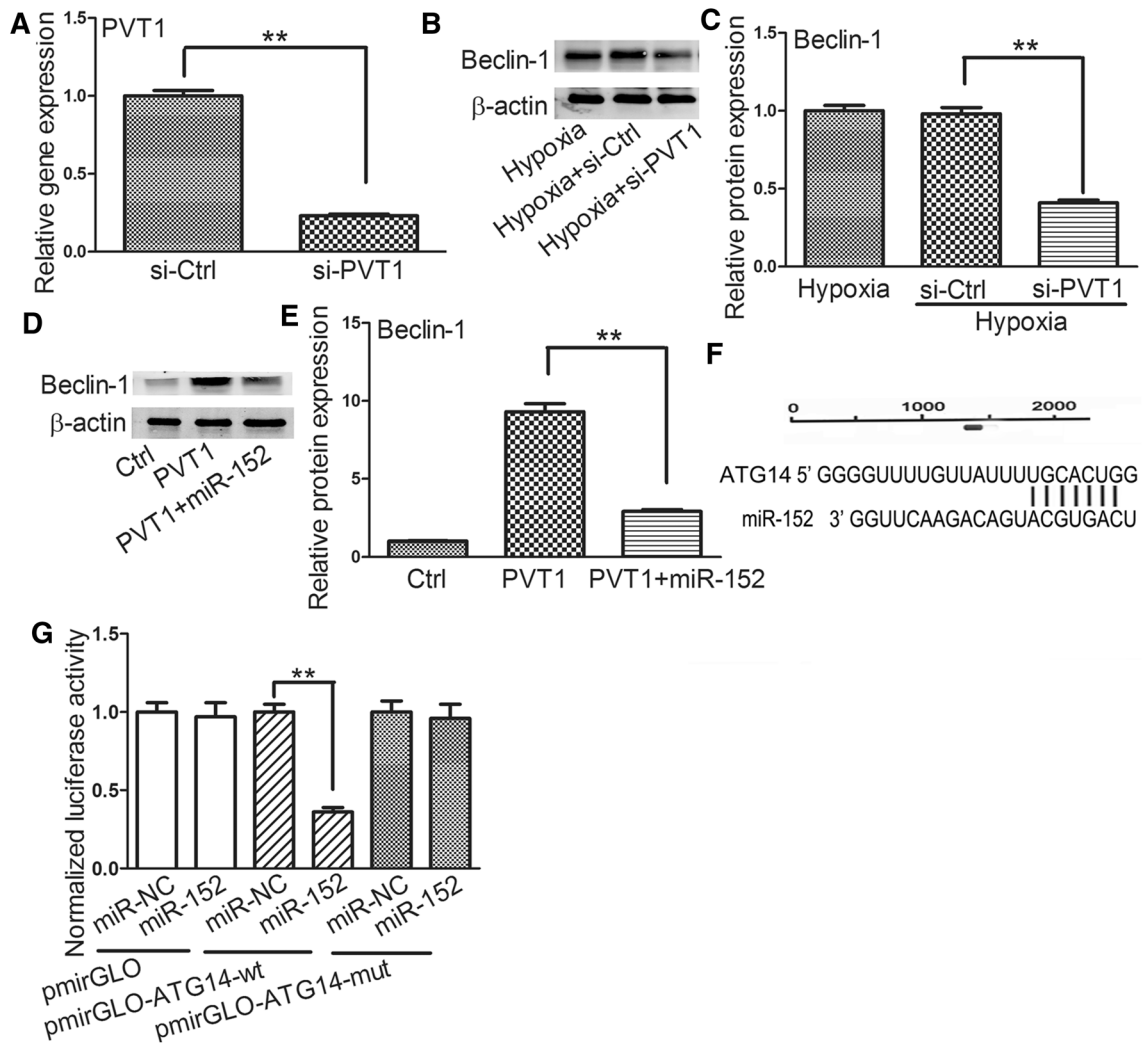 A
PVT1
Relative gene expression
1.5
1.0
0.5
0.0
**
si-Ctrl
si-PVT1
B
Beclin-1
β-actin
Hypoxia
Hypoxia+si-Ctrl
Hypoxia+si-PVT1
C
Beclin-1
Relative protein expression
1.5
1.0
0.5
0.0
**
Hypoxia
si-Ctrl
si-PVT1
Hypoxia
D
Beclin-1
β-actin
Ctrl
PVT1
PVT1+miR-152
E
Beclin-1
Relative protein expression
15
10
5
0
**
Ctrl
PVT1
PVT1+miR-152
F
0 1000 2000
ATG14 5’ GGGGUUUUGUUAUUUUGCACUGG
miR-152 3’ GGUUCAAGACAGUACGUGACU
G
Normalized luciferase activity
1.5
1.0
0.5
0.0
**
miR-NC
miR-152
miR-NC
miR-152
miR-NC
miR-152
pmirGLO
pmirGLO-ATG14-wt
pmirGLO-ATG14-mut